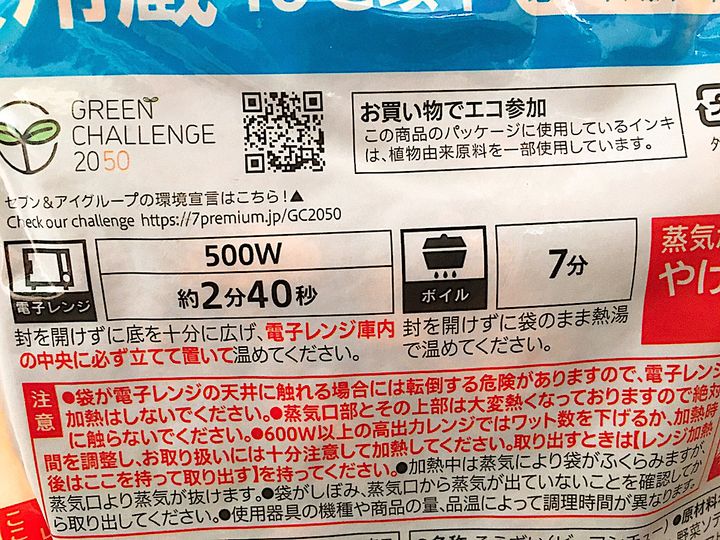 冷蔵 10℃以下
GREEN
CHALLENGE
2050
お買い物でエコ参加
この商品のパッケージに使用しているインキ
は、植物由来原料を一部使用しています。
セブン&アイグループの環境宣言はこちら!▲
Check our challenge https://7premium.jp/GC2050
電子レンジ
500W
約2分40秒
ボイル
7分
蒸気
やけ
封を開けずに底を十分に広げ、電子レンジ庫内
の中央に必ず立てて置いて温めてください。
封を開けずに袋のまま熱湯
で温めてください。
注意
●袋が電子レンジの天井に触れる場合には転倒する危険がありますので、電子レンジ
加熱はしないでください。●蒸気口部とその上部は大変熱くなっておりますので絶対
に触らないでください。●600W以上の高出力レンジではワット数を下げるか、加熱時
間を調整し、お取り扱いには十分注意して加熱してください。取り出すときは【レンジ加熱
後はここを持って取り出す】を持ってください。●加熱中は蒸気により袋がふくらみますが、
蒸気口より蒸気が抜けます。●袋がしぼみ、蒸気口から蒸気が出ていないことを確認してか
ら取り出してください。●使用器具の機種や商品の量、品温によって調理時間が異なります。
ここ
●原材料
野菜ソ